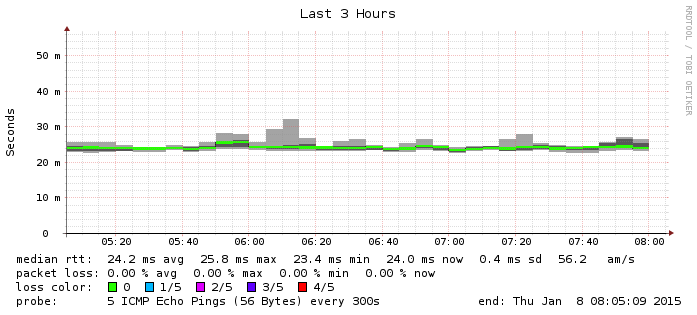 Last 3 Hours
RRDTOOL / TOBI OETIKER
Seconds
50 m
40 m
30 m
20 m
10 m
0
05:20 05:40 06:00 06:20 06:40 07:00 07:20 07:40 08:00
median rtt: 24.2 ms avg 25.8 ms max 23.4 ms min 24.0 ms now 0.4 ms sd 56.2 am/s
packet loss: 0.00 % avg 0.00 % max 0.00 % min 0.00 % now
loss color: 0 1/5 2/5 3/5 4/5
probe: 5 ICMP Echo Pings (56 Bytes) every 300s end: Thu Jan 8 08:05:09 2015